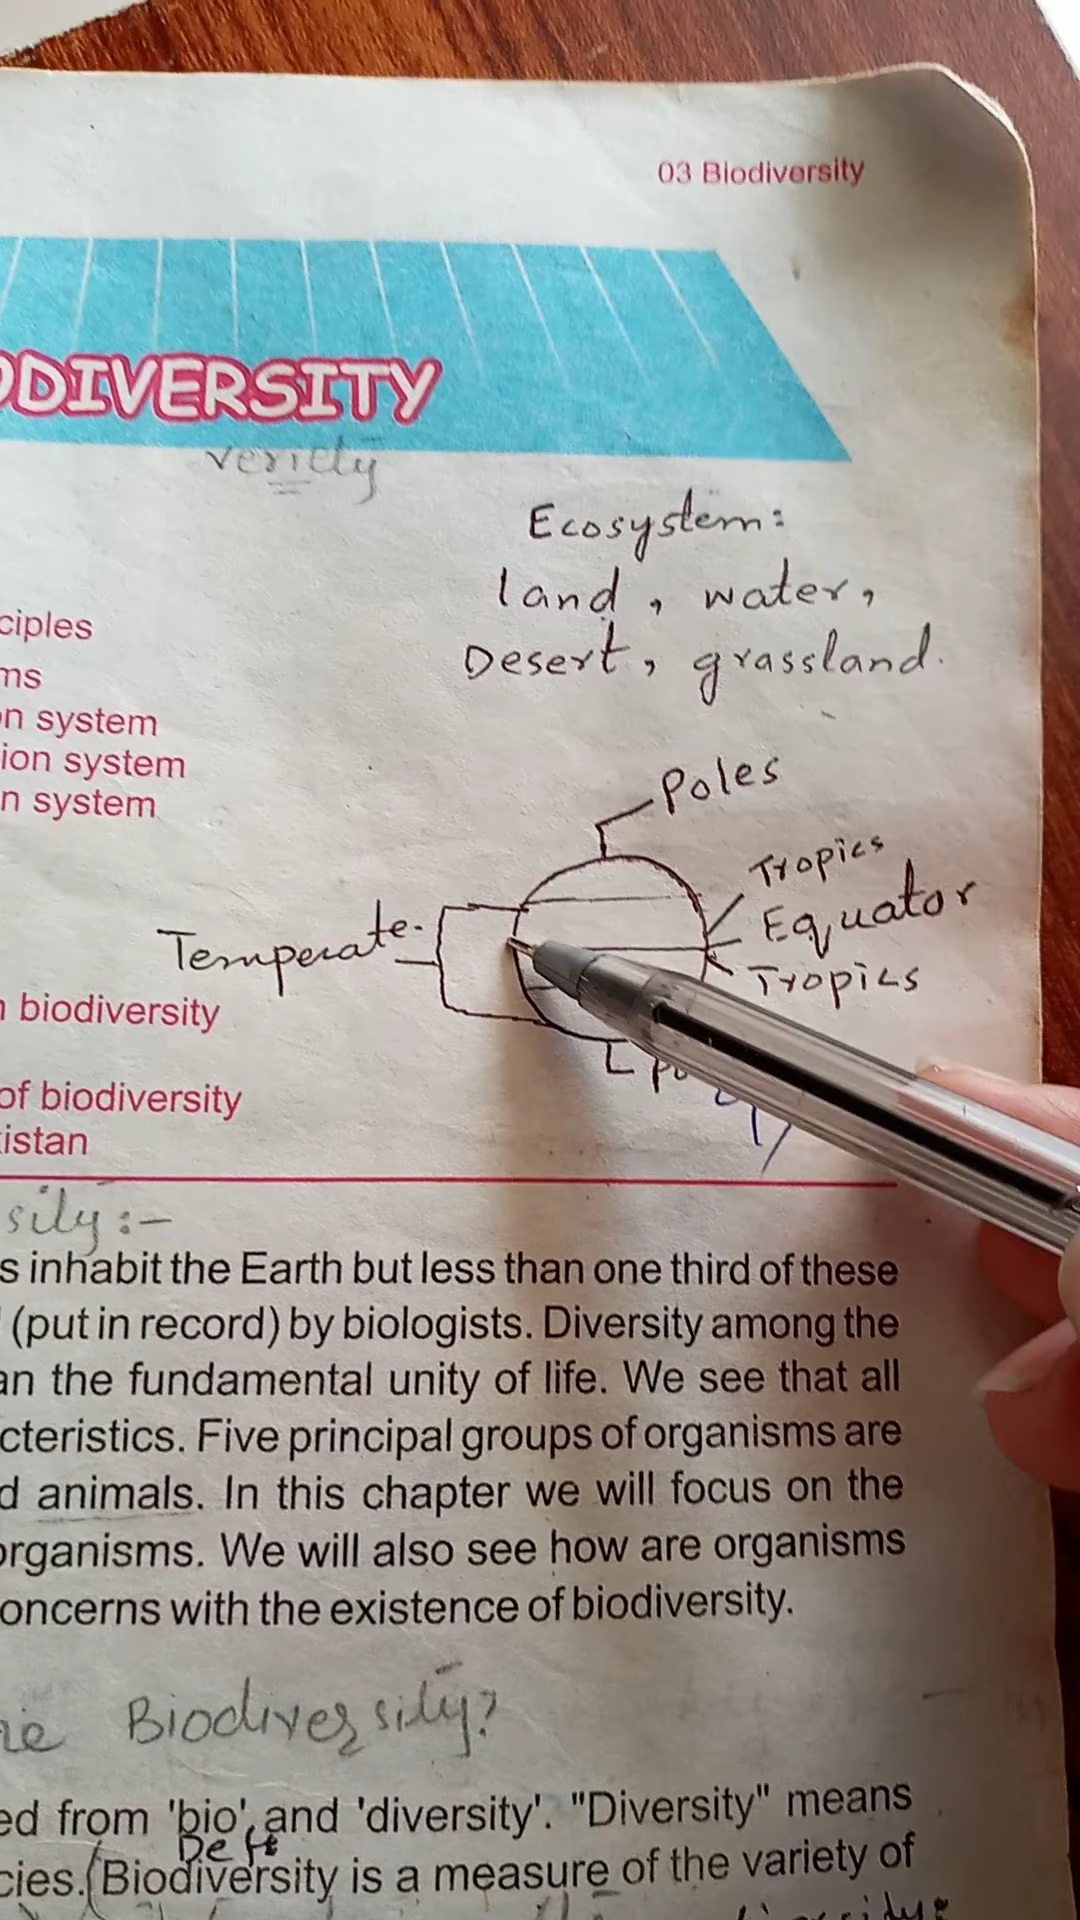 03 Biodiversity
ODIVERSITY
veriety
Ecosystem:
land, water,
Desert, grassland.
ciples
ms
on system
ion system
n system
Poles
Tropics
Equator
Temperate
Tropics
biodiversity
of biodiversity
kistan
sity:-
s inhabit the Earth but less than one third of these
(put in record) by biologists. Diversity among the
an the fundamental unity of life. We see that all
cteristics. Five principal groups of organisms are
d animals. In this chapter we will focus on the
organisms. We will also see how are organisms
oncerns with the existence of biodiversity.
Biodiversity?
ed from 'bio' and 'diversity'. "Diversity" means
Def
cies. (Biodiversity is a measure of the variety of